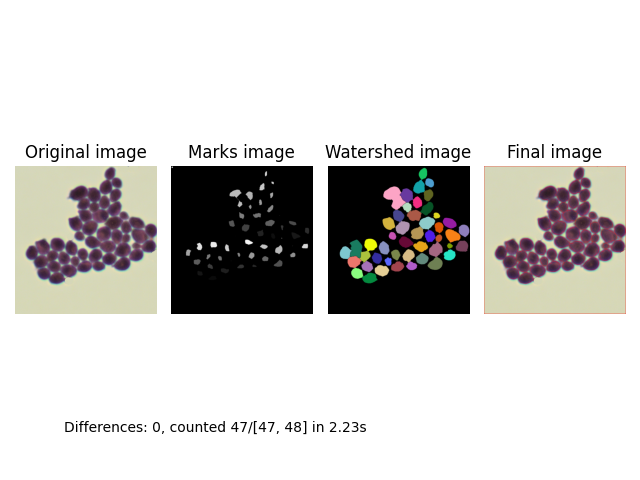 Original image
Marks image
Watershed image
Final image
Differences: 0, counted 47/[47, 48] in 2.23s